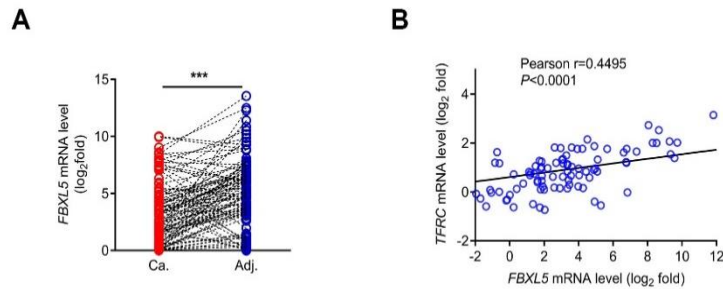 A
FBXL5 mRNA level
(log2fold)
***
15
10
5
0
Ca.
Adj.
B
Pearson r=0.4495
P<0.0001
TFRC mRNA level (log2 fold)
4
2
0
-2
-2 0 2 4 6 8 10 12
FBXL5 mRNA level (log2 fold)